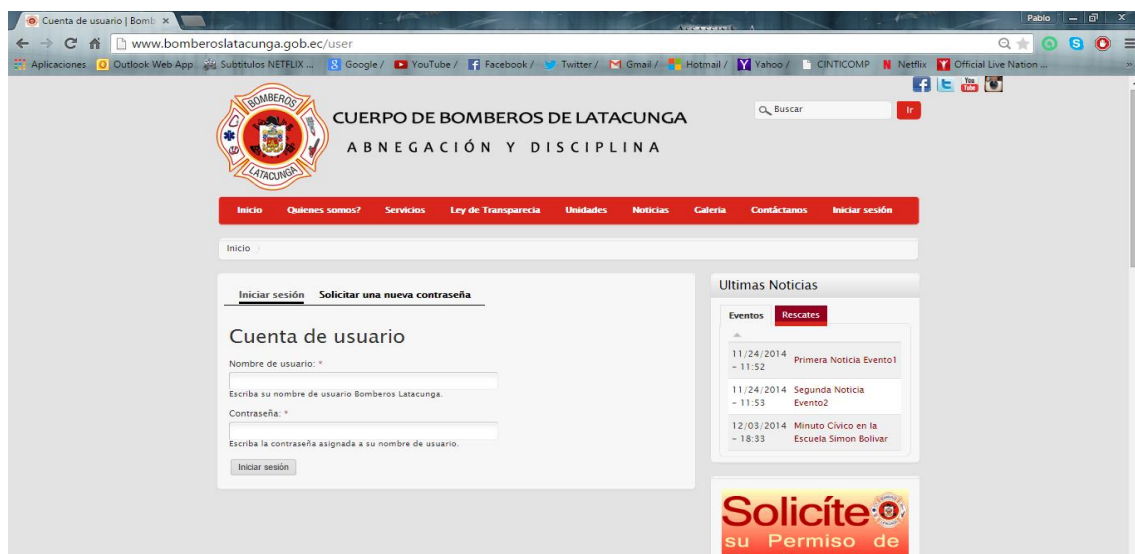 Cuenta de usuario | Bomb
Pablo
www.bomberoslatacunga.gob.ec/user
Aplicaciones Outlook Web App Subtitulos NETFLIX ... Google / YouTube / Facebook / Twitter / Gmail / Hotmail / Yahoo / CINTICOMP Netflix Official Live Nation ...
BOMBEROS
LATACUNGA
CUERPO DE BOMBEROS DE LATACUNGA
ABNEGACIÓN Y DISCIPLINA
Buscar
Ir
Inicio Quienes somos? Servicios Ley de Transparecia Unidades Noticias Galeria Contáctanos Iniciar sesión
Inicio
Iniciar sesión Solicitar una nueva contraseña
Cuenta de usuario
Nombre de usuario: *
Escriba su nombre de usuario Bomberos Latacunga.
Contraseña: *
Escriba la contraseña asignada a su nombre de usuario.
Iniciar sesión
Ultimas Noticias
Eventos Rescates
11/24/2014 - 11:52 Primera Noticia Evento1
11/24/2014 Segunda Noticia
- 11:53 Evento2
12/03/2014 Minuto Cívico en la
- 18:33 Escuela Simon Bolivar
Solicíte
su Permiso de